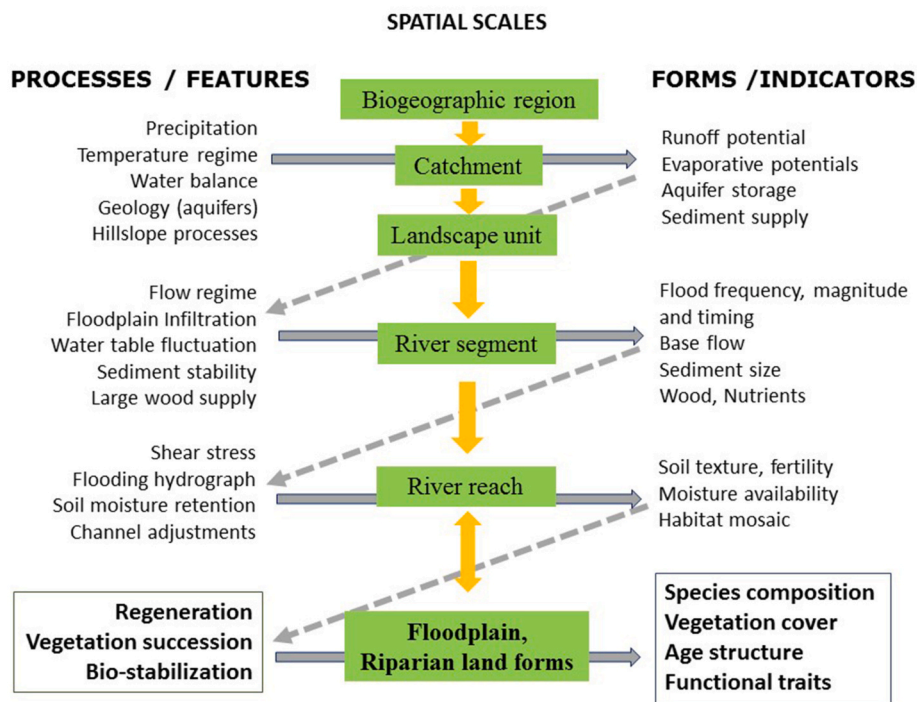 SPATIAL SCALES
PROCESSES / FEATURES
FORMS /INDICATORS
Biogeographic region
Precipitation
Temperature regime
Water balance
Geology (aquifers)
Hillslope processes
Catchment
Runoff potential
Evaporative potentials
Aquifer storage
Sediment supply
Landscape unit
Flow regime
Floodplain Infiltration
Water table fluctuation
Sediment stability
Large wood supply
River segment
Flood frequency, magnitude
and timing
Base flow
Sediment size
Wood, Nutrients
Shear stress
Flooding hydrograph
Soil moisture retention
Channel adjustments
River reach
Soil texture, fertility
Moisture availability
Habitat mosaic
Regeneration
Vegetation succession
Bio-stabilization
Floodplain,
Riparian land forms
Species composition
Vegetation cover
Age structure
Functional traits